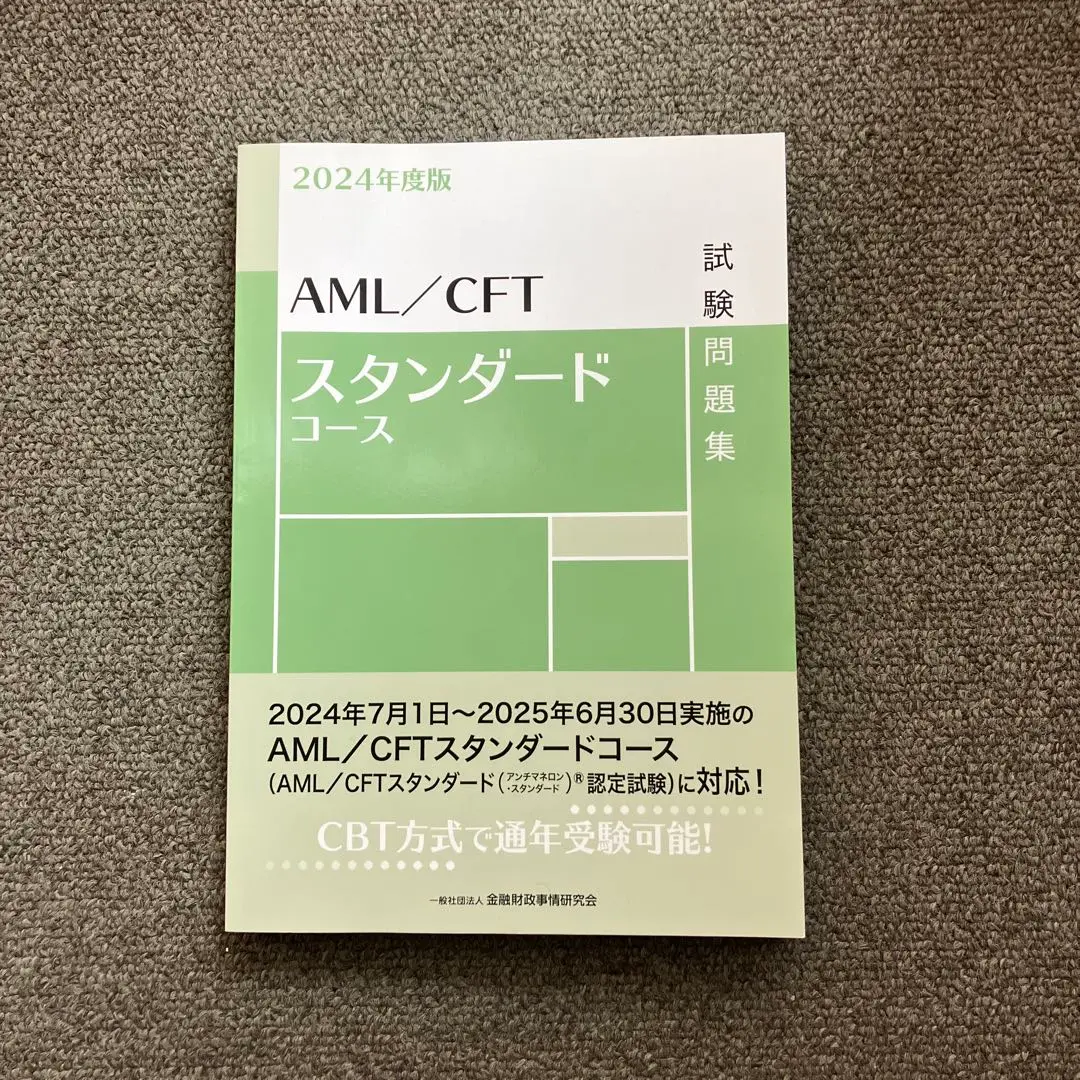 2024年度版
AML／CFT
スタンダード
コース
試験問題集
2024年7月1日～2025年6月30日実施の
AML／CFTスタンダードコース
(AML／CFTスタンダード(アンチマネロン・スタンダード)®認定試験)に対応！
CBT方式で通年受験可能！
一般社団法人 金融財政事情研究会